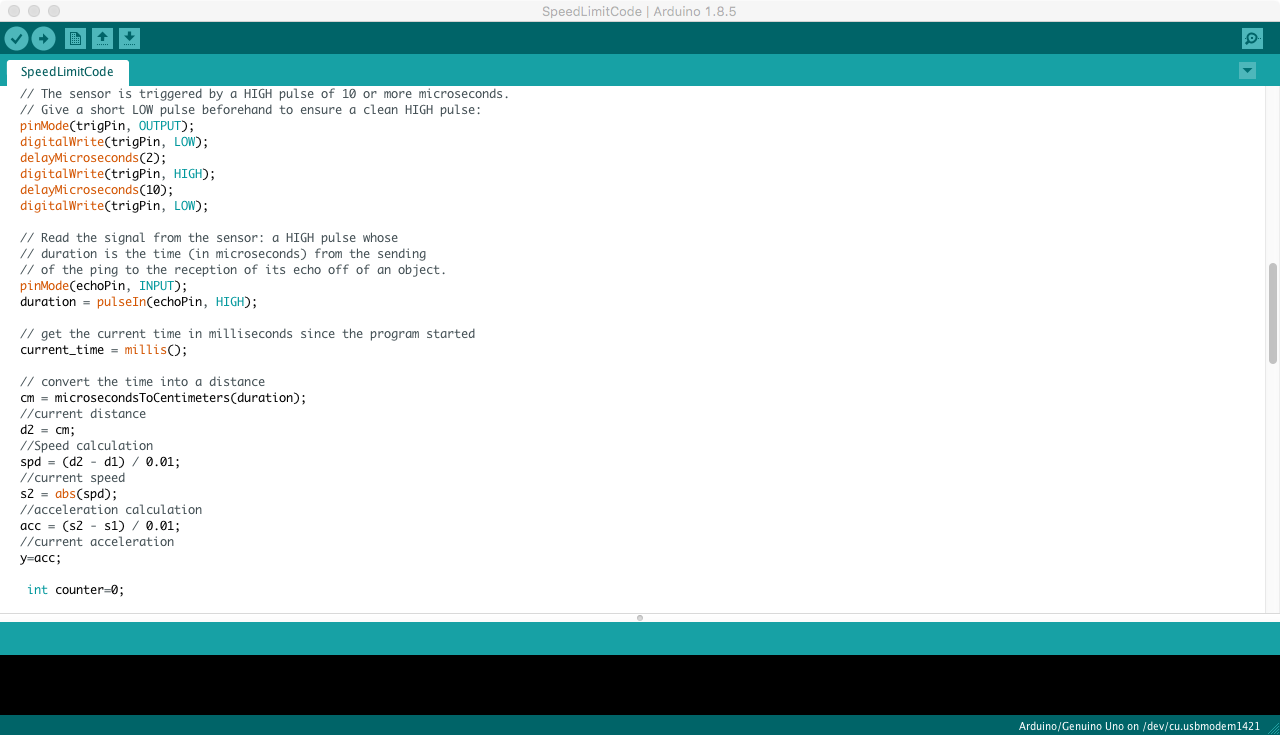 SpeedLimitCode | Arduino 1.8.5
SpeedLimitCode
// The sensor is triggered by a HIGH pulse of 10 or more microseconds.
// Give a short LOW pulse beforehand to ensure a clean HIGH pulse:
pinMode(trigPin, OUTPUT);
digitalWrite(trigPin, LOW);
delayMicroseconds(2);
digitalWrite(trigPin, HIGH);
delayMicroseconds(10);
digitalWrite(trigPin, LOW);

// Read the signal from the sensor: a HIGH pulse whose
// duration is the time (in microseconds) from the sending
// of the ping to the reception of its echo off of an object.
pinMode(echoPin, INPUT);
duration = pulseIn(echoPin, HIGH);

// get the current time in milliseconds since the program started
current_time = millis();

// convert the time into a distance
cm = microsecondsToCentimeters(duration);
//current distance
d2 = cm;
//Speed calculation
spd = (d2 - d1) / 0.01;
//current speed
s2 = abs(spd);
//acceleration calculation
acc = (s2 - s1) / 0.01;
//current acceleration
y=acc;

int counter=0;
Arduino/Genuino Uno on /dev/cu.usbmodem1421